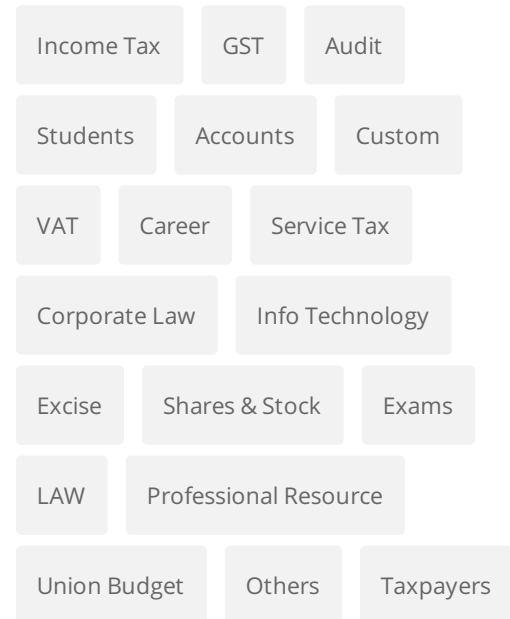 Income Tax GST Audit
Students Accounts Custom
VAT Career Service Tax
Corporate Law Info Technology
Excise Shares & Stock Exams
LAW Professional Resource
Union Budget Others Taxpayers